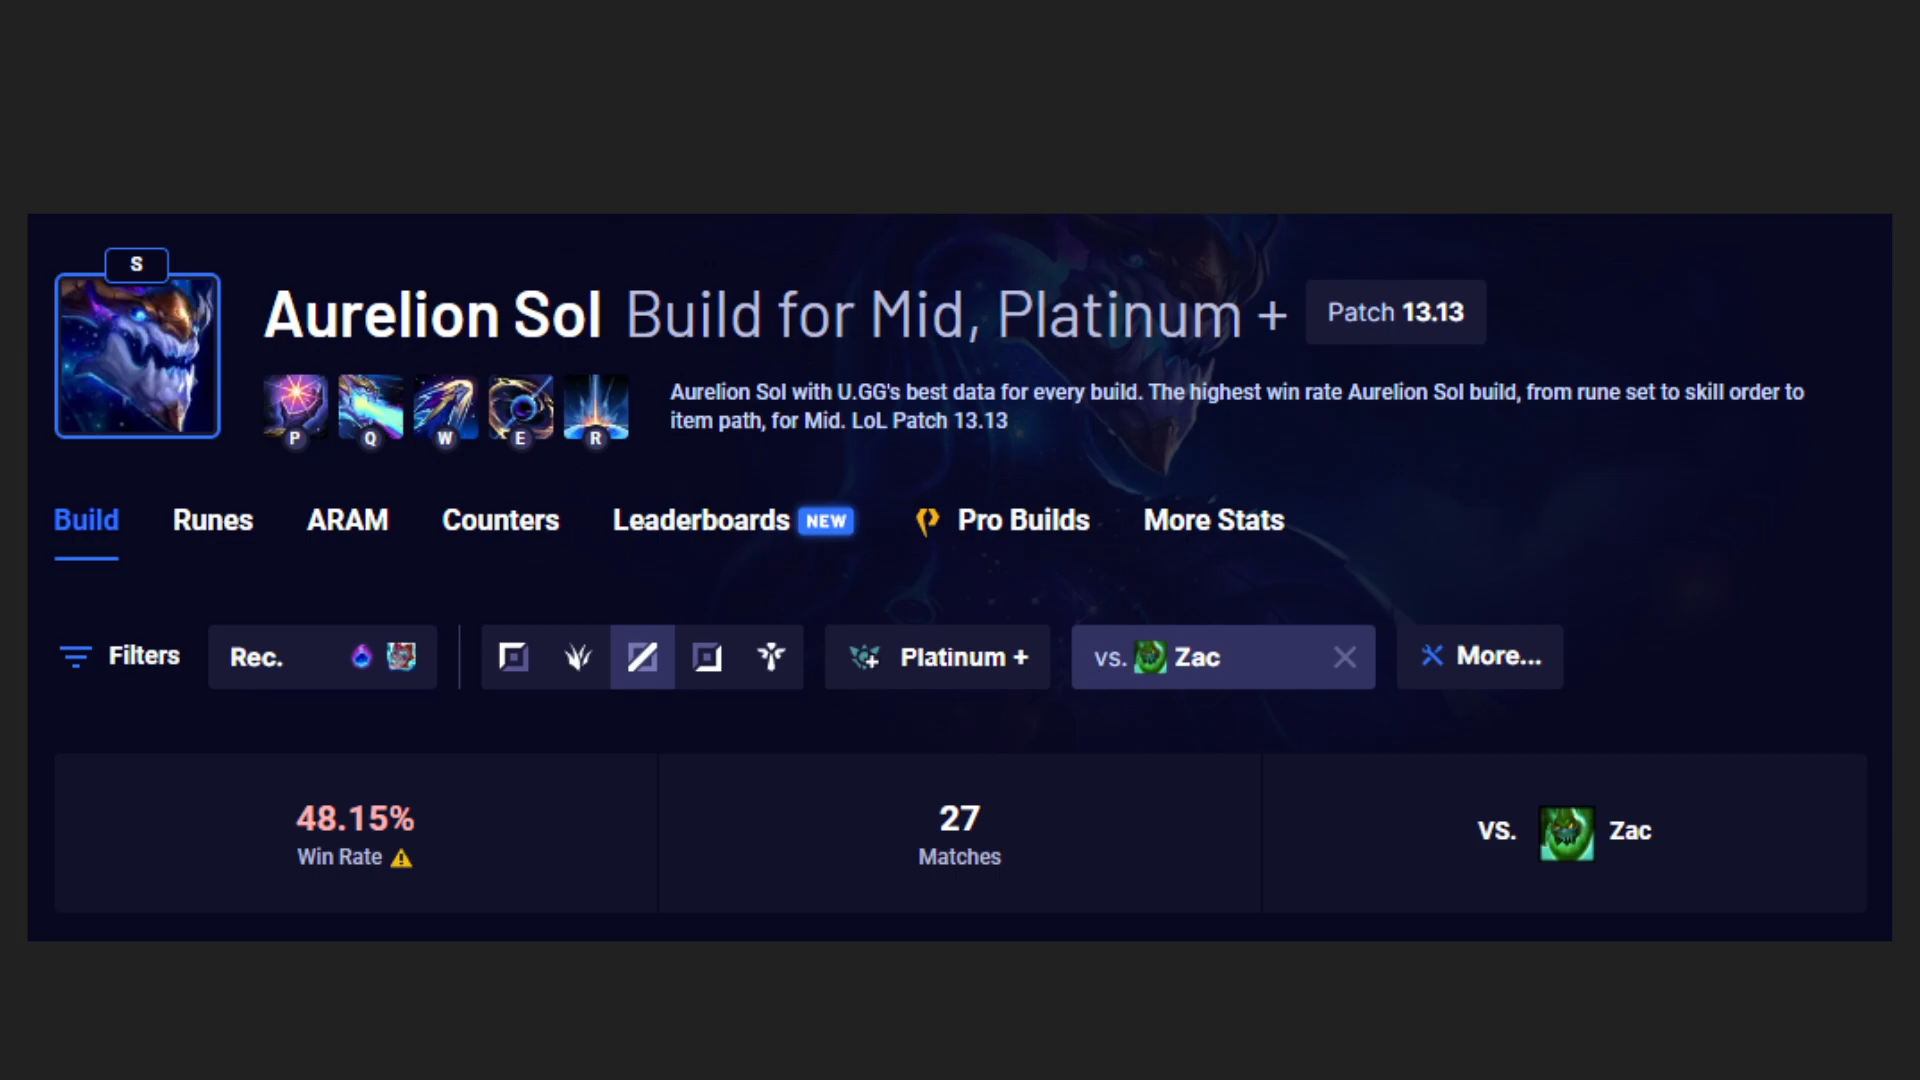 S
Aurelion Sol Build for Mid, Platinum +
Patch 13.13
P Q W E R
Aurelion Sol with U.GG's best data for every build. The highest win rate Aurelion Sol build, from rune set to skill order to
item path, for Mid. LoL Patch 13.13
Build Runes ARAM Counters Leaderboards NEW Pro Builds More Stats
Filters Rec. Platinum + vs. Zac More...
48.15%
Win Rate
27
Matches
VS. Zac